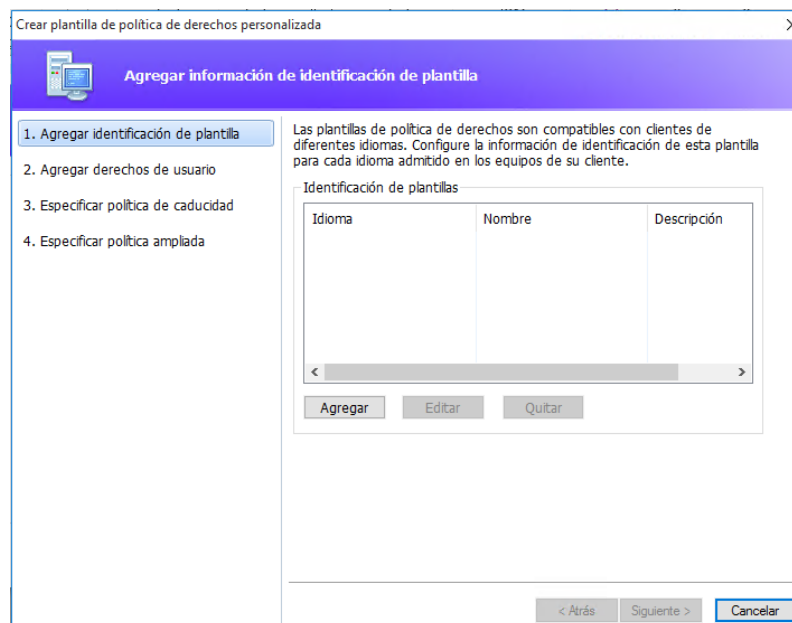 Crear plantilla de política de derechos personalizada
Agregar información de identificación de plantilla
1. Agregar identificación de plantilla
2. Agregar derechos de usuario
3. Especificar política de caducidad
4. Especificar política ampliada
Las plantillas de política de derechos son compatibles con clientes de
diferentes idiomas. Configure la información de identificación de esta plantilla
para cada idioma admitido en los equipos de su cliente.
Identificación de plantillas
Idioma Nombre Descripción
Agregar Editar Quitar
< Atrás Siguiente > Cancelar